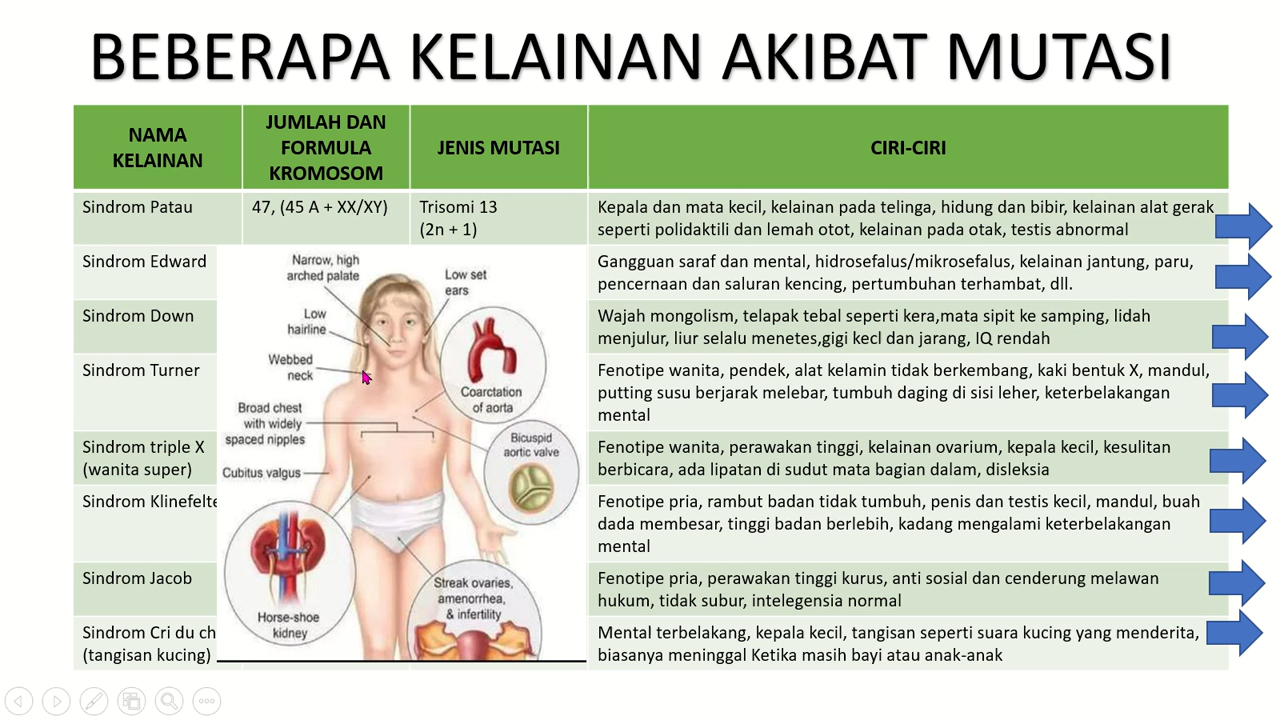 BEBERAPA KELAINAN AKIBAT MUTASI
NAMA
KELAINAN
JUMLAH DAN
FORMULA
KROMOSOM
JENIS MUTASI
CIRI-CIRI
Sindrom Patau
47, (45 A + XX/XY)
Trisomi 13
(2n + 1)
Kepala dan mata kecil, kelainan pada telinga, hidung dan bibir, kelainan alat gerak
seperti polidaktili dan lemah otot, kelainan pada otak, testis abnormal
Sindrom Edward
Gangguan saraf dan mental, hidrosefalus/mikrosefalus, kelainan jantung, paru,
pencernaan dan saluran kencing, pertumbuhan terhambat, dll.
Sindrom Down
Wajah mongolism, telapak tebal seperti kera,mata sipit ke samping, lidah
menjulur, liur selalu menetes,gigi kecl dan jarang, IQ rendah
Sindrom Turner
Fenotipe wanita, pendek, alat kelamin tidak berkembang, kaki bentuk X, mandul,
putting susu berjarak melebar, tumbuh daging di sisi leher, keterbelakangan
mental
Sindrom triple X
(wanita super)
Fenotipe wanita, perawakan tinggi, kelainan ovarium, kepala kecil, kesulitan
berbicara, ada lipatan di sudut mata bagian dalam, disleksia
Sindrom Klinefelte
Fenotipe pria, rambut badan tidak tumbuh, penis dan testis kecil, mandul, buah
dada membesar, tinggi badan berlebih, kadang mengalami keterbelakangan
mental
Sindrom Jacob
Fenotipe pria, perawakan tinggi kurus, anti sosial dan cenderung melawan
hukum, tidak subur, intelegensia normal
Sindrom Cri du ch
(tangisan kucing)
Mental terbelakang, kepala kecil, tangisan seperti suara kucing yang menderita,
biasanya meninggal Ketika masih bayi atau anak-anak
Narrow, high
arched palate
Low set
ears
Low
hairline
Webbed
neck
Coarctation
of aorta
Broad chest
with widely
spaced nipples
Bicuspid
aortic valve
Cubitus valgus
Horse-shoe
kidney
Streak ovaries,
amenorrhea,
& infertility